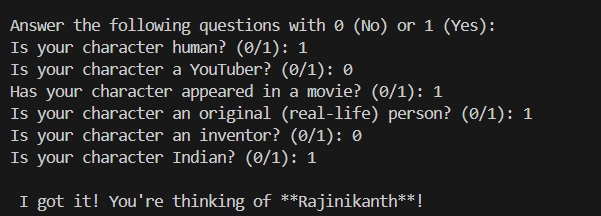 Answer the following questions with 0 (No) or 1 (Yes):
Is your character human? (0/1): 1
Is your character a YouTuber? (0/1): 0
Has your character appeared in a movie? (0/1): 1
Is your character an original (real-life) person? (0/1): 1
Is your character an inventor? (0/1): 0
Is your character Indian? (0/1): 1
I got it! You're thinking of **Rajinikanth**!